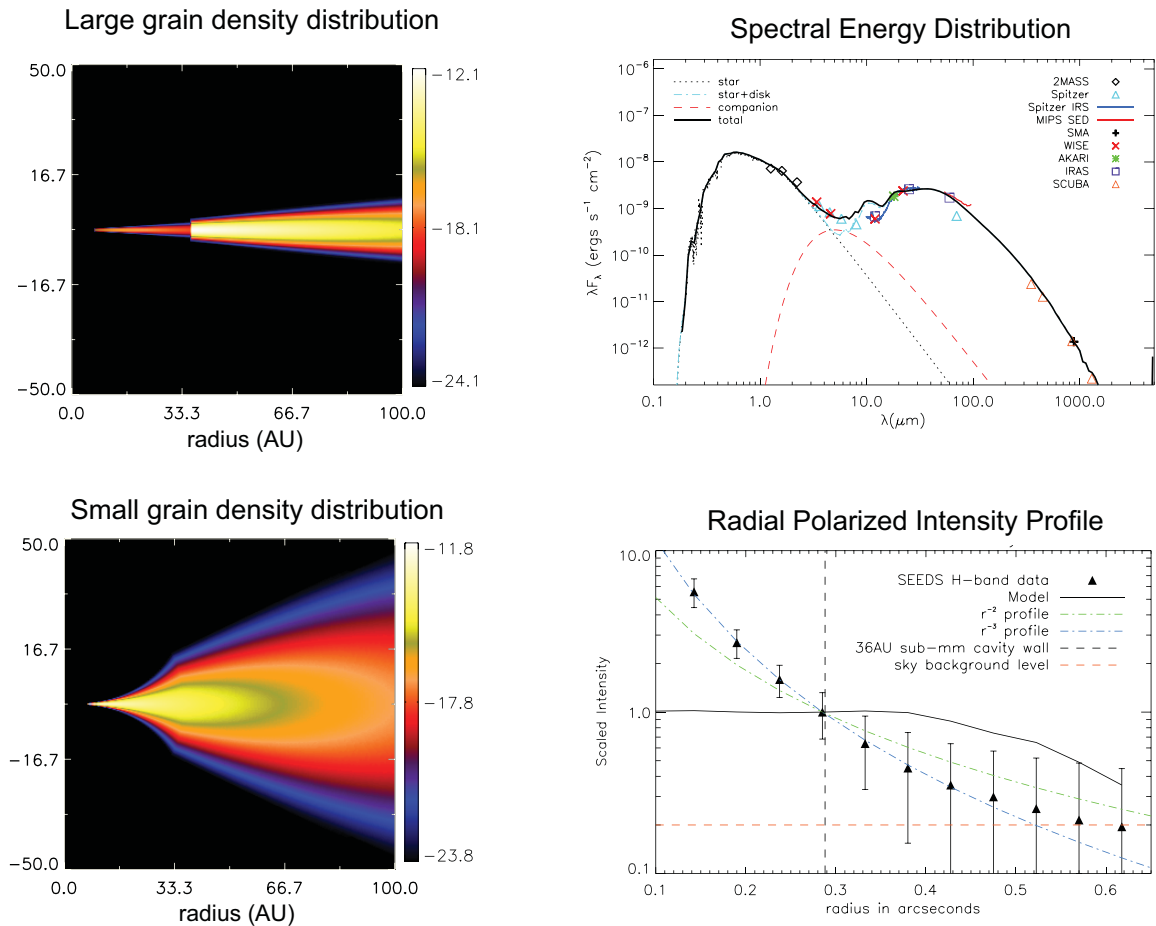 Large grain density distribution
50.0
16.7
−16.7
−50.0
0.0 33.3 66.7 100.0
radius (AU)
−12.1
−18.1
−24.1
Spectral Energy Distribution
10⁻⁶
10⁻⁷
10⁻⁸
10⁻⁹
10⁻¹⁰
10⁻¹¹
10⁻¹²
λFλ (ergs s⁻¹ cm⁻²)
star
star+disk
companion
total
2MASS
Spitzer
Spitzer IRS
MIPS SED
SMA
WISE
AKARI
IRAS
SCUBA
0.1 1.0 10.0 100.0 1000.0
λ(μm)
Small grain density distribution
50.0
16.7
−16.7
−50.0
0.0 33.3 66.7 100.0
radius (AU)
−11.8
−17.8
−23.8
Radial Polarized Intensity Profile
10.0
1.0
0.1
Scaled Intensity
SEEDS H−band data
Model
r⁻² profile
r⁻³ profile
36AU sub−mm cavity wall
sky background level
0.1 0.2 0.3 0.4 0.5 0.6
radius in arcseconds